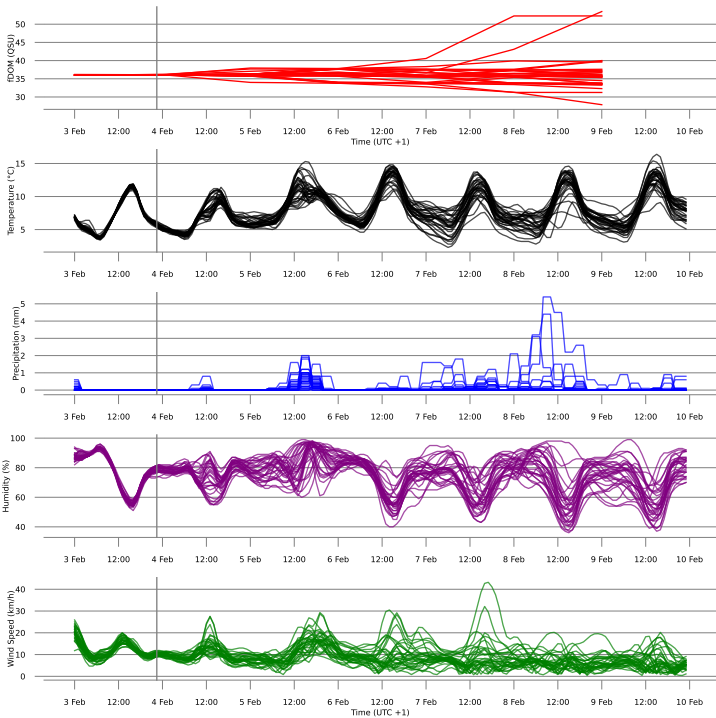 50
45
40
35
30
fDOM (QSU)
3 Feb 12:00 4 Feb 12:00 5 Feb 12:00 6 Feb 12:00 7 Feb 12:00 8 Feb 12:00 9 Feb 12:00 10 Feb
Time (UTC +1)
15
10
5
Temperature (°C)
3 Feb 12:00 4 Feb 12:00 5 Feb 12:00 6 Feb 12:00 7 Feb 12:00 8 Feb 12:00 9 Feb 12:00 10 Feb
5
4
3
2
1
0
Precipitation (mm)
3 Feb 12:00 4 Feb 12:00 5 Feb 12:00 6 Feb 12:00 7 Feb 12:00 8 Feb 12:00 9 Feb 12:00 10 Feb
100
80
60
40
Humidity (%)
3 Feb 12:00 4 Feb 12:00 5 Feb 12:00 6 Feb 12:00 7 Feb 12:00 8 Feb 12:00 9 Feb 12:00 10 Feb
40
30
20
10
0
Wind Speed (km/h)
3 Feb 12:00 4 Feb 12:00 5 Feb 12:00 6 Feb 12:00 7 Feb 12:00 8 Feb 12:00 9 Feb 12:00 10 Feb
Time (UTC +1)